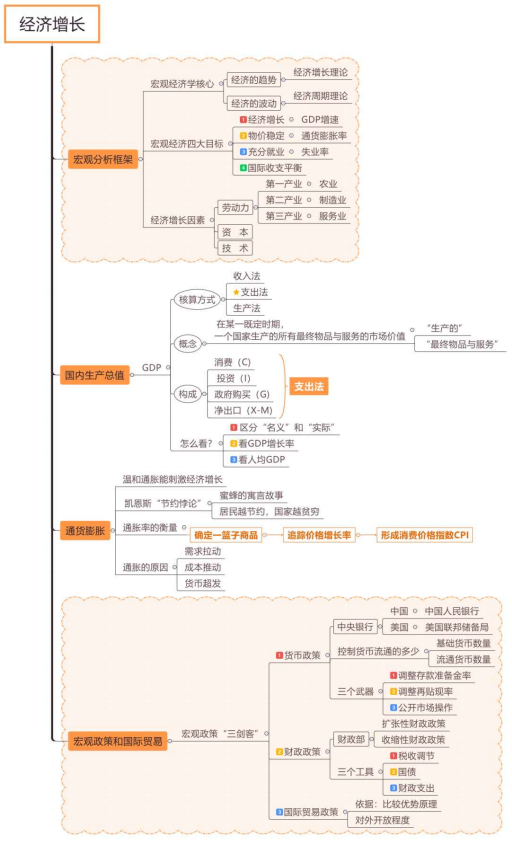 经济增长
宏观分析框架
宏观经济学核心
经济的趋势
经济增长理论
经济的波动
经济周期理论
宏观经济四大目标
1经济增长
GDP增速
2物价稳定
通货膨胀率
3充分就业
失业率
4国际收支平衡
经济增长因素
劳动力
第一产业
农业
第二产业
制造业
第三产业
服务业
资 本
技 术
国内生产总值
GDP
核算方式
收入法
★支出法
生产法
概念
在某一既定时期，
一个国家生产的所有最终物品与服务的市场价值
“生产的”
“最终物品与服务”
构成
消费（C）
投资（I）
政府购买（G）
净出口（X-M）
支出法
怎么看？
1 区分“名义”和“实际”
2看GDP增长率
3看人均GDP
通货膨胀
温和通胀能刺激经济增长
凯恩斯“节约悖论”
蜜蜂的寓言故事
居民越节约，国家越贫穷
通胀率的衡量
确定一篮子商品
追踪价格增长率
形成消费价格指数CPI
通胀的原因
需求拉动
成本推动
货币超发
宏观政策和国际贸易
宏观政策“三剑客”
1货币政策
中央银行
中国
中国人民银行
美国
美国联邦储备局
控制货币流通的多少
基础货币数量
流通货币数量
三个武器
1调整存款准备金率
2调整再贴现率
3公开市场操作
2财政政策
财政部
扩张性财政政策
收缩性财政政策
三个工具
1税收调节
2国债
3财政支出
3国际贸易政策
依据：比较优势原理
对外开放程度